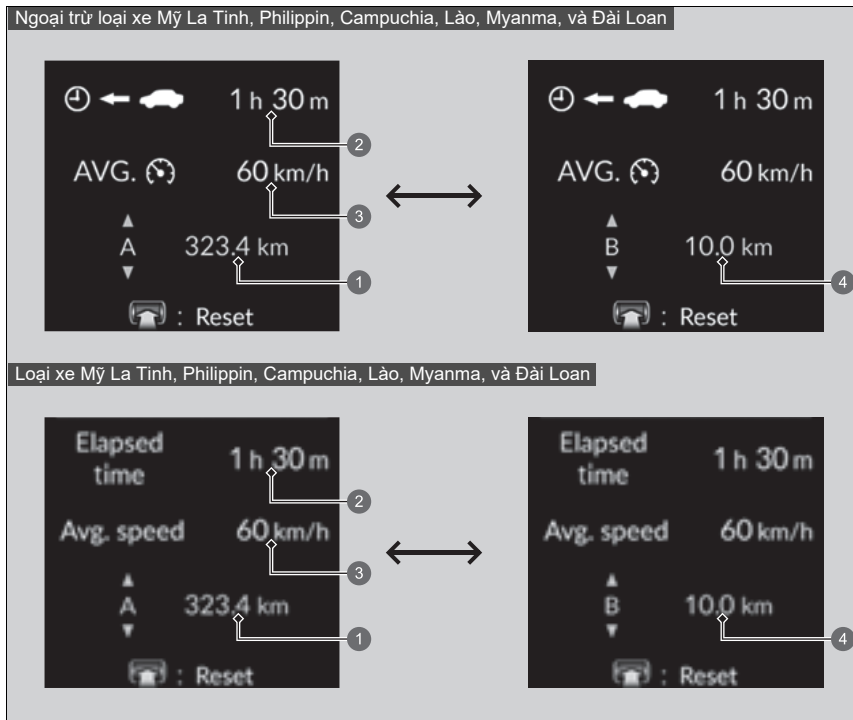 Ngoại trừ loại xe Mỹ La Tinh, Philippin, Campuchia, Lào, Myanma, và Đài Loan
1 h 30 m
2
AVG. 60 km/h
3
A 323.4 km
1
: Reset
1 h 30 m
AVG. 60 km/h
B 10.0 km
4
: Reset
Loại xe Mỹ La Tinh, Philippin, Campuchia, Lào, Myanma, và Đài Loan
Elapsed
time 1 h 30 m
2
Avg. speed 60 km/h
3
A 323.4 km
1
: Reset
Elapsed
time 1 h 30 m
Avg. speed 60 km/h
B 10.0 km
4
: Reset